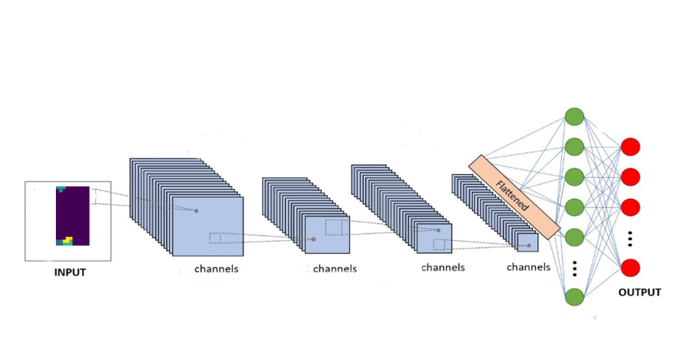 INPUT
channels
channels
channels
channels
Flattened
OUTPUT